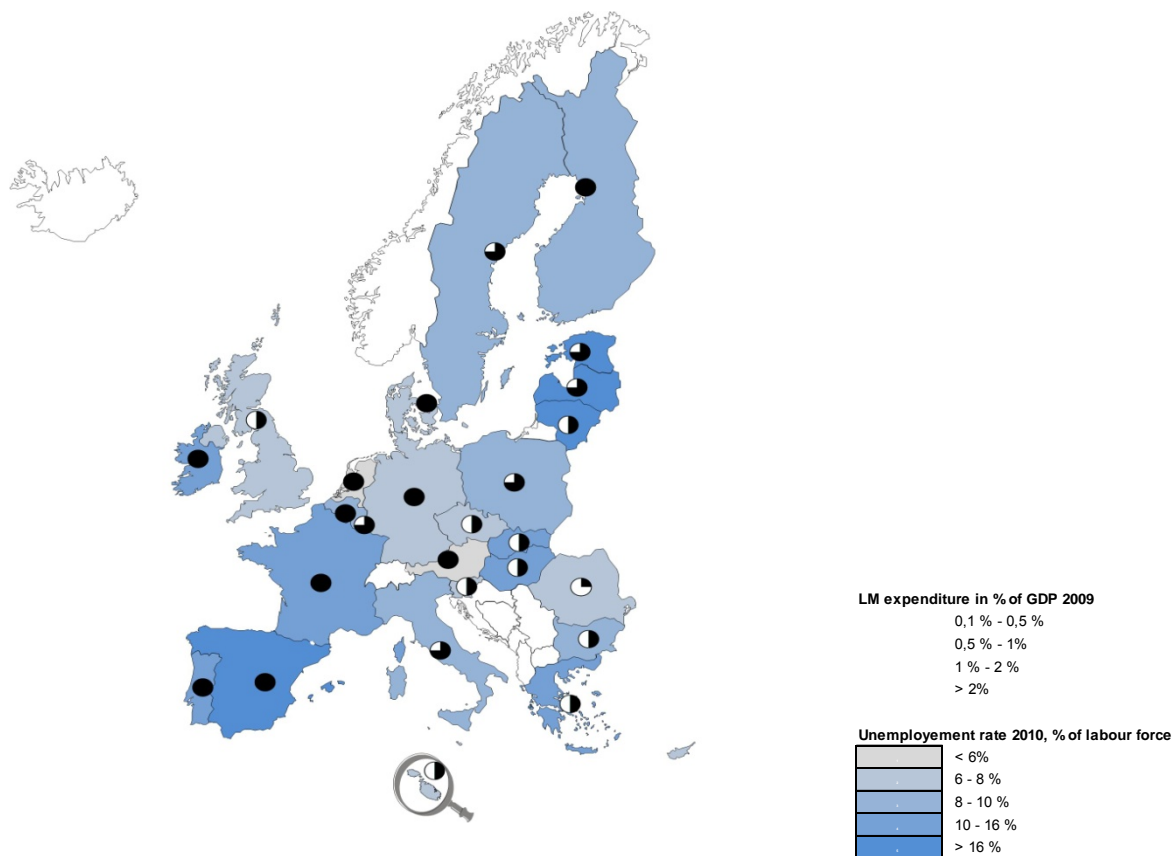 LM expenditure in % of GDP 2009
0,1 % - 0,5 %
0,5 % - 1%
1 % - 2 %
> 2%
Unemployement rate 2010, % of labour force
< 6%
6 - 8 %
8 - 10 %
10 - 16 %
> 16 %